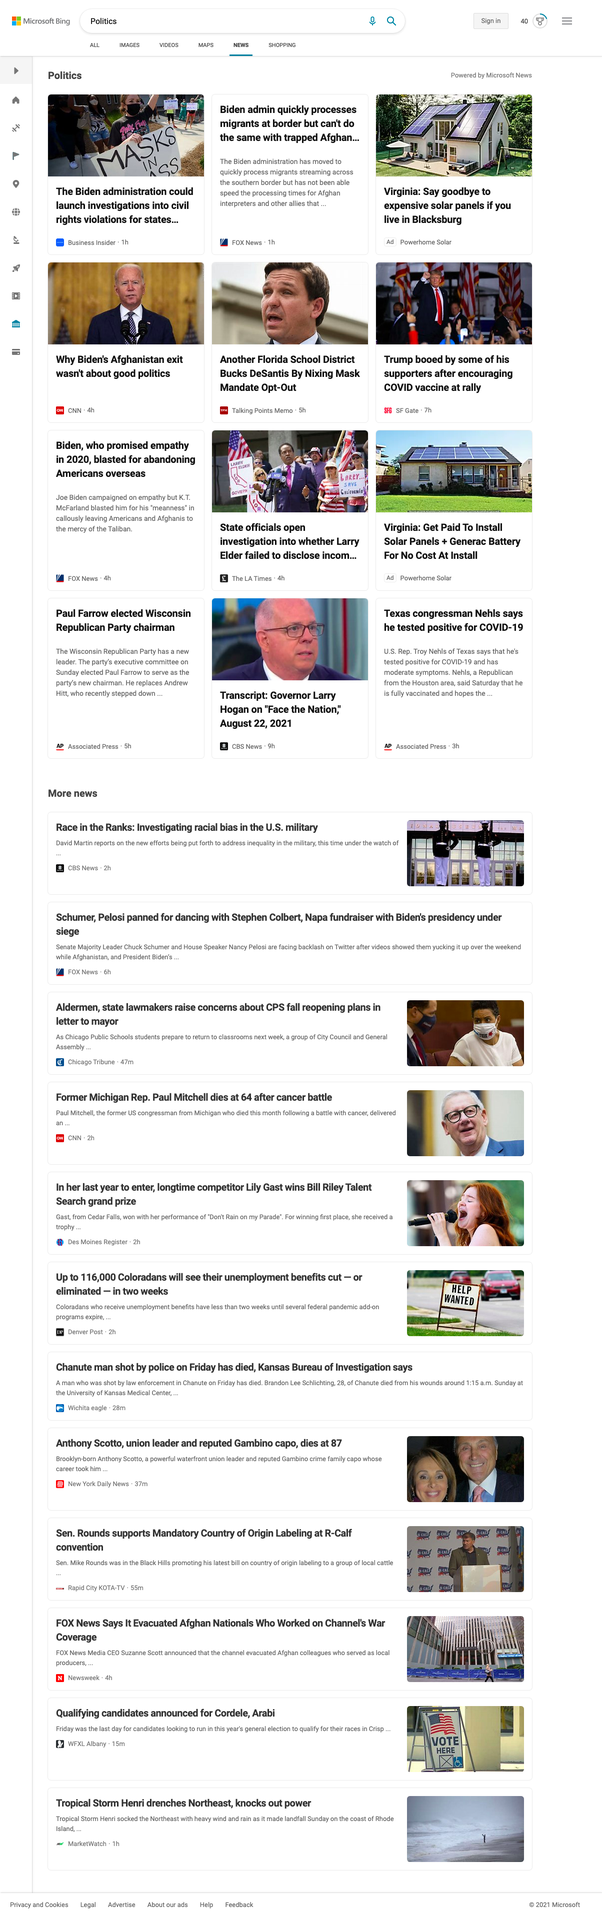 Microsoft Bing
Politics
Sign in
40
ALL
IMAGES
VIDEOS
MAPS
NEWS
SHOPPING
Politics
Powered by Microsoft News
MASKS
IN
The Biden administration could
launch investigations into civil
rights violations for states...
Business Insider · 1h
Biden admin quickly processes
migrants at border but can't do
the same with trapped Afghan...
The Biden administration has moved to
quickly process migrants streaming across
the southern border but has not been able
speed the processing times for Afghan
interpreters and other allies that ...
FOX News · 1h
Virginia: Say goodbye to
expensive solar panels if you
live in Blacksburg
Ad Powerhome Solar
Why Biden's Afghanistan exit
wasn't about good politics
CNN · 4h
Another Florida School District
Bucks DeSantis By Nixing Mask
Mandate Opt-Out
Talking Points Memo · 5h
Trump booed by some of his
supporters after encouraging
COVID vaccine at rally
SF Gate · 7h
Biden, who promised empathy
in 2020, blasted for abandoning
Americans overseas
Joe Biden campaigned on empathy but K.T.
McFarland blasted him for his "meanness" in
callously leaving Americans and Afghanis to
the mercy of the Taliban.
FOX News · 4h
State officials open
investigation into whether Larry
Elder failed to disclose incom...
The LA Times · 4h
Virginia: Get Paid To Install
Solar Panels + Generac Battery
For No Cost At Install
Ad Powerhome Solar
Paul Farrow elected Wisconsin
Republican Party chairman
The Wisconsin Republican Party has a new
leader. The party's executive committee on
Sunday elected Paul Farrow to serve as the
party's new chairman. He replaces Andrew
Hitt, who recently stepped down ...
AP Associated Press · 5h
Transcript: Governor Larry
Hogan on "Face the Nation,"
August 22, 2021
CBS News · 9h
Texas congressman Nehls says
he tested positive for COVID-19
U.S. Rep. Troy Nehls of Texas says that he's
tested positive for COVID-19 and has
moderate symptoms. Nehls, a Republican
from the Houston area, said Saturday that he
is fully vaccinated and hopes the ...
AP Associated Press · 3h
More news
Race in the Ranks: Investigating racial bias in the U.S. military
David Martin reports on the new efforts being put forth to address inequality in the military, this time under the watch of
...
CBS News · 2h
Schumer, Pelosi panned for dancing with Stephen Colbert, Napa fundraiser with Biden's presidency under
siege
Senate Majority Leader Chuck Schumer and House Speaker Nancy Pelosi are facing backlash on Twitter after videos showed them yucking it up over the weekend
while Afghanistan, and President Biden's ...
FOX News · 6h
Aldermen, state lawmakers raise concerns about CPS fall reopening plans in
letter to mayor
As Chicago Public Schools students prepare to return to classrooms next week, a group of City Council and General
Assembly ...
Chicago Tribune · 47m
Former Michigan Rep. Paul Mitchell dies at 64 after cancer battle
Paul Mitchell, the former US congressman from Michigan who died this month following a battle with cancer, delivered
an ...
CNN · 2h
In her last year to enter, longtime competitor Lily Gast wins Bill Riley Talent
Search grand prize
Gast, from Cedar Falls, won with her performance of "Don't Rain on my Parade". For winning first place, she received a
trophy ...
Des Moines Register · 2h
Up to 116,000 Coloradans will see their unemployment benefits cut — or
eliminated — in two weeks
Coloradans who receive unemployment benefits have less than two weeks until several federal pandemic add-on
programs expire, ...
Denver Post · 2h
HELP
WANTED
Chanute man shot by police on Friday has died, Kansas Bureau of Investigation says
A man who was shot by law enforcement in Chanute on Friday has died. Brandon Lee Schlichting, 28, of Chanute died from his wounds around 1:15 a.m. Sunday at
the University of Kansas Medical Center, ...
Wichita eagle · 28m
Anthony Scotto, union leader and reputed Gambino capo, dies at 87
Brooklyn-born Anthony Scotto, a powerful waterfront union leader and reputed Gambino crime family capo whose
career took him ...
New York Daily News · 37m
Sen. Rounds supports Mandatory Country of Origin Labeling at R-Calf
convention
Sen. Mike Rounds was in the Black Hills promoting his latest bill on country of origin labeling to a group of local cattle
...
Rapid City KOTA-TV · 55m
FOX News Says It Evacuated Afghan Nationals Who Worked on Channel's War
Coverage
FOX News Media CEO Suzanne Scott announced that the channel evacuated Afghan colleagues who served as local
producers, ...
N Newsweek · 4h
Qualifying candidates announced for Cordele, Arabi
Friday was the last day for candidates looking to run in this year's general election to qualify for their races in Crisp ...
WFXL Albany · 15m
VOTE
HERE
Tropical Storm Henri drenches Northeast, knocks out power
Tropical Storm Henri socked the Northeast with heavy wind and rain as it made landfall Sunday on the coast of Rhode
Island, ...
MarketWatch · 1h
Privacy and Cookies
Legal
Advertise
About our ads
Help
Feedback
© 2021 Microsoft